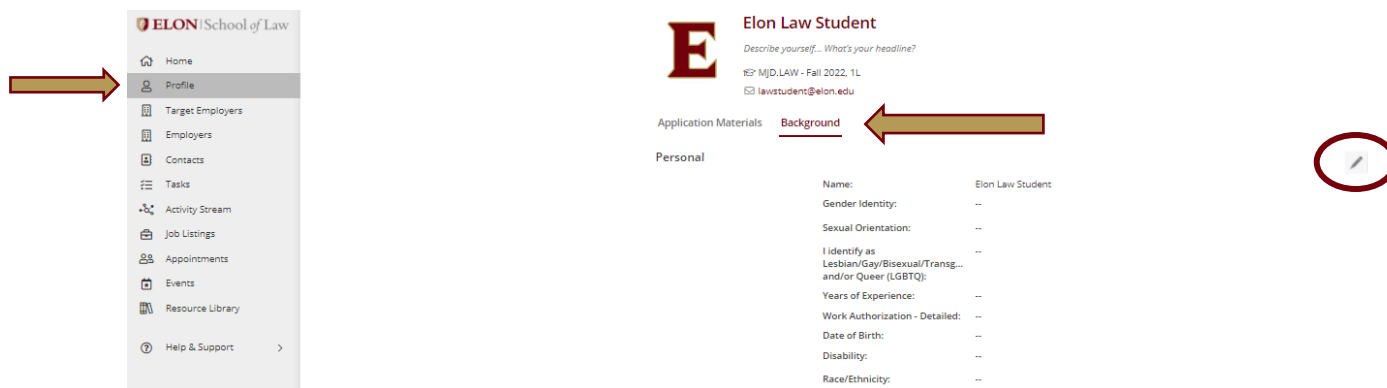 ELON | School of Law
Home
Profile
Target Employers
Employers
Contacts
Tasks
Activity Stream
Job Listings
Appointments
Events
Resource Library
Help & Support
E
Elon Law Student
Describe yourself... What's your headline?
MJD.LAW - Fall 2022, 1L
lawstudent@elon.edu
Application Materials Background
Personal
Name: Elon Law Student
Gender Identity: --
Sexual Orientation: --
I identify as --
Lesbian/Gay/Bisexual/Transg...
and/or Queer (LGBTQ):
Years of Experience: --
Work Authorization - Detailed: --
Date of Birth: --
Disability: --
Race/Ethnicity: --